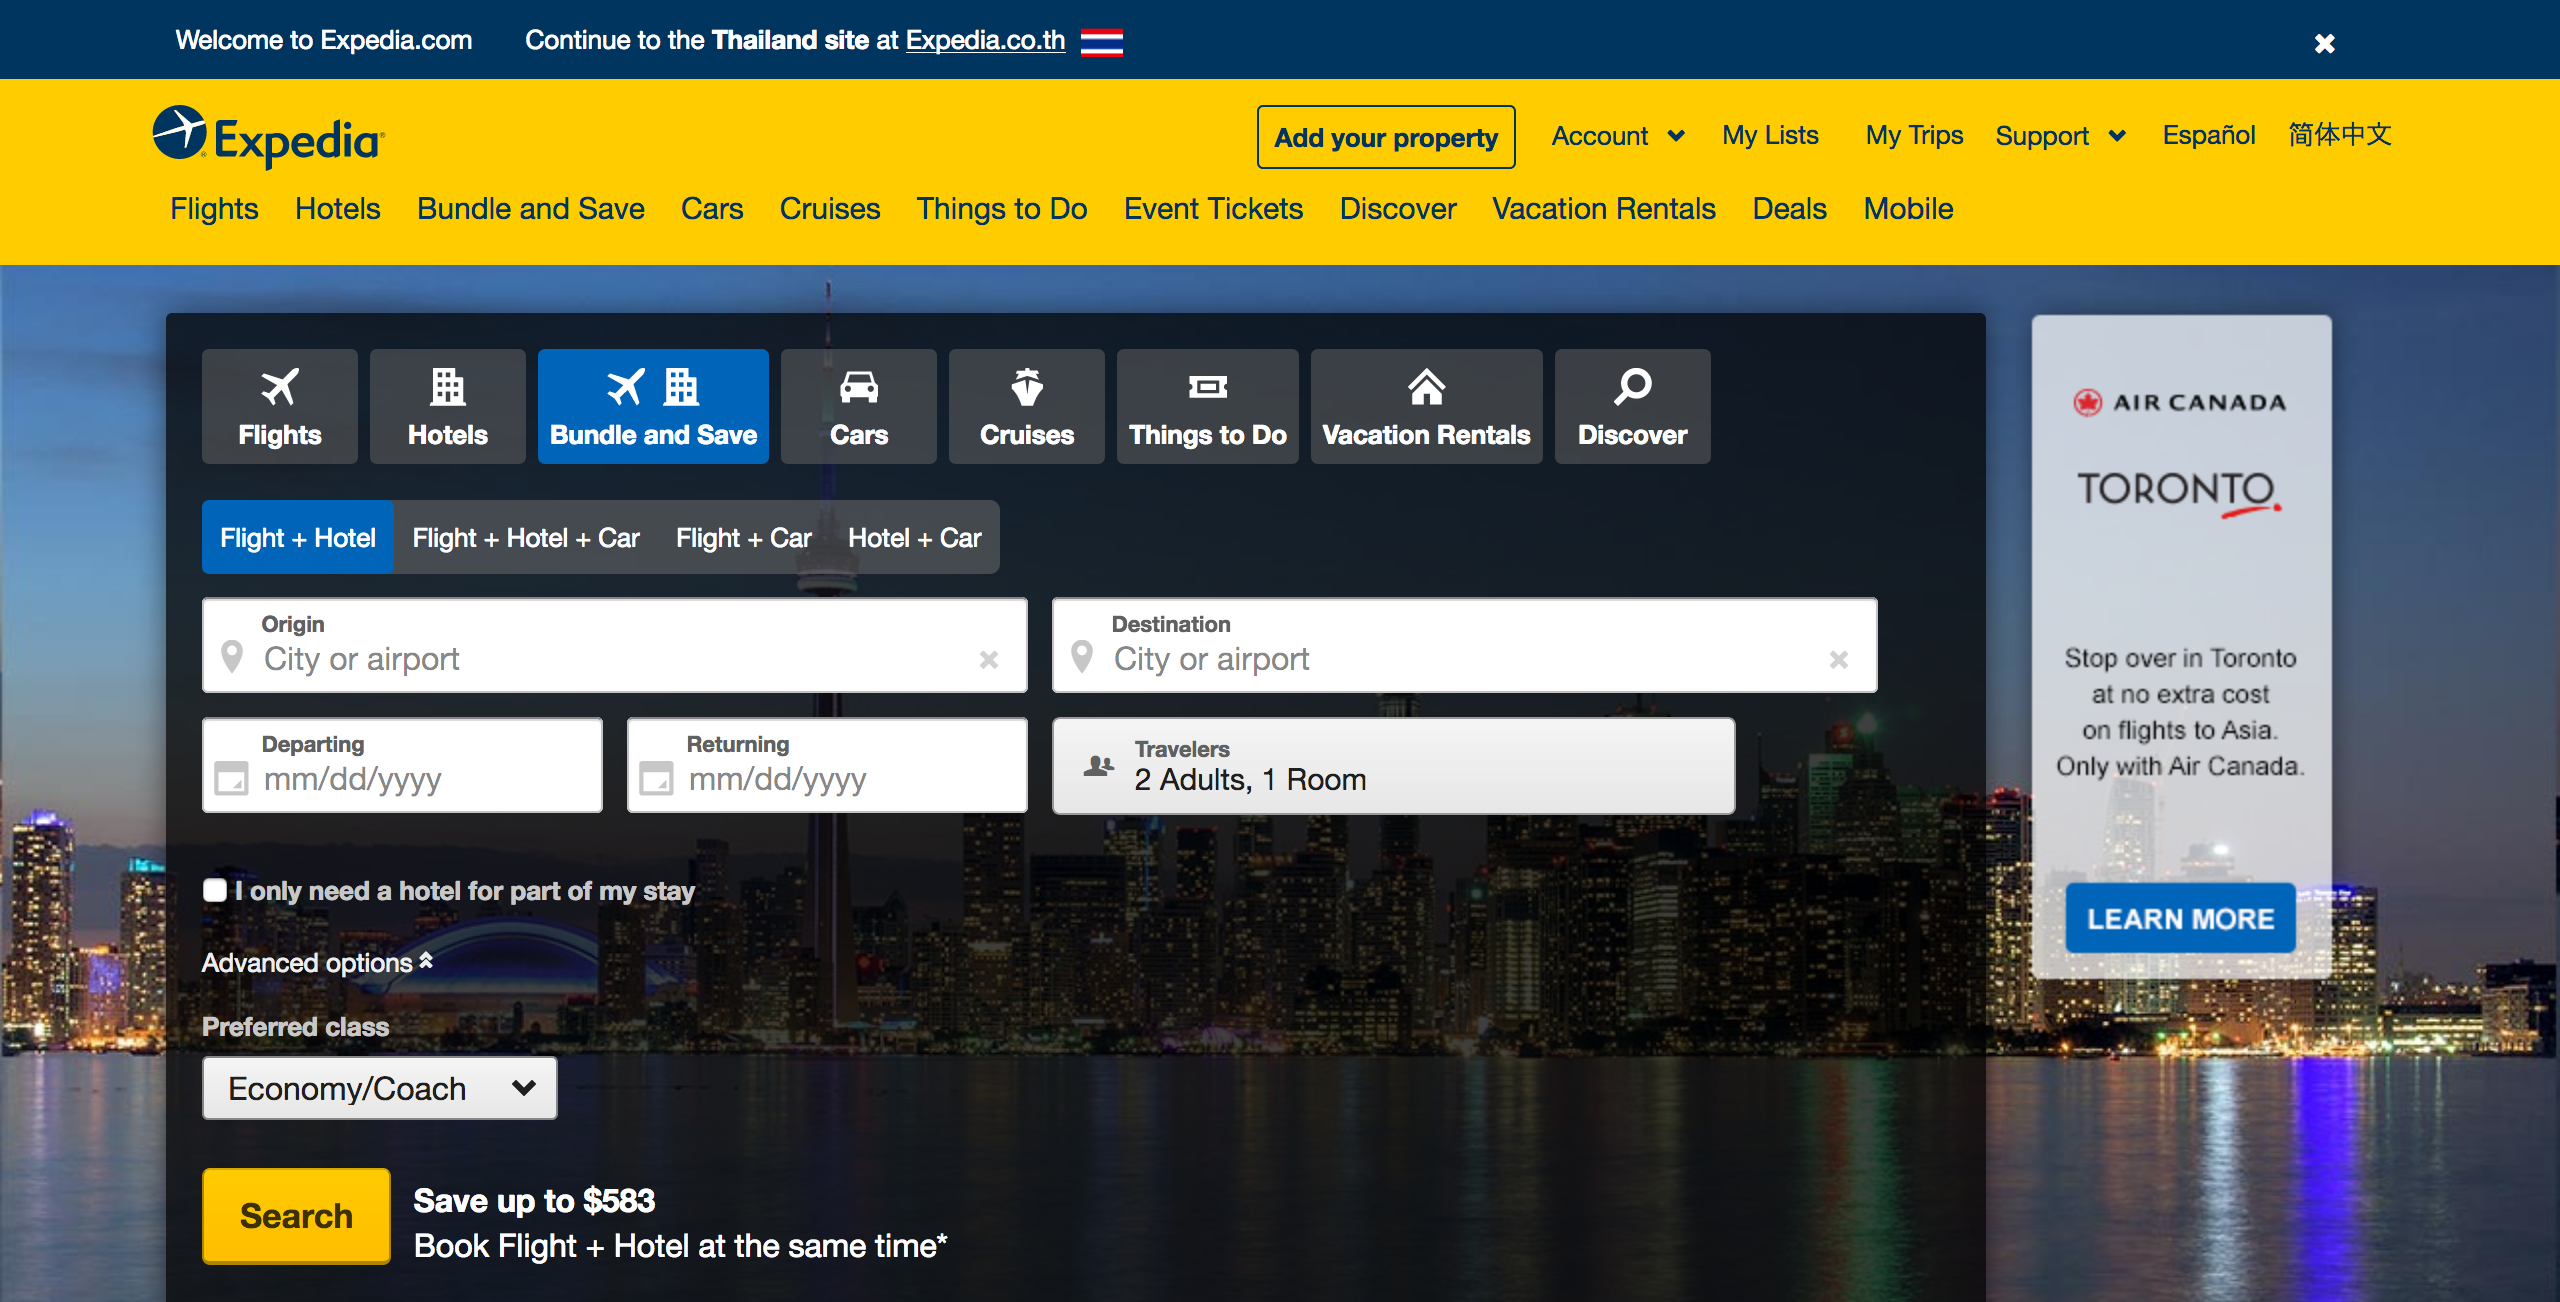 Welcome to Expedia.com Continue to the Thailand site at Expedia.co.th
Expedia
Add your property Account My Lists My Trips Support Español 简体中文
Flights Hotels Bundle and Save Cars Cruises Things to Do Event Tickets Discover Vacation Rentals Deals Mobile
Flights Hotels Bundle and Save Cars Cruises Things to Do Vacation Rentals Discover
Flight + Hotel Flight + Hotel + Car Flight + Car Hotel + Car
Origin
City or airport
Destination
City or airport
Departing
mm/dd/yyyy
Returning
mm/dd/yyyy
Travelers
2 Adults, 1 Room
I only need a hotel for part of my stay
Advanced options
Preferred class
Economy/Coach
Search
Save up to $583
Book Flight + Hotel at the same time*
AIR CANADA
TORONTO
Stop over in Toronto
at no extra cost
on flights to Asia.
Only with Air Canada.
LEARN MORE